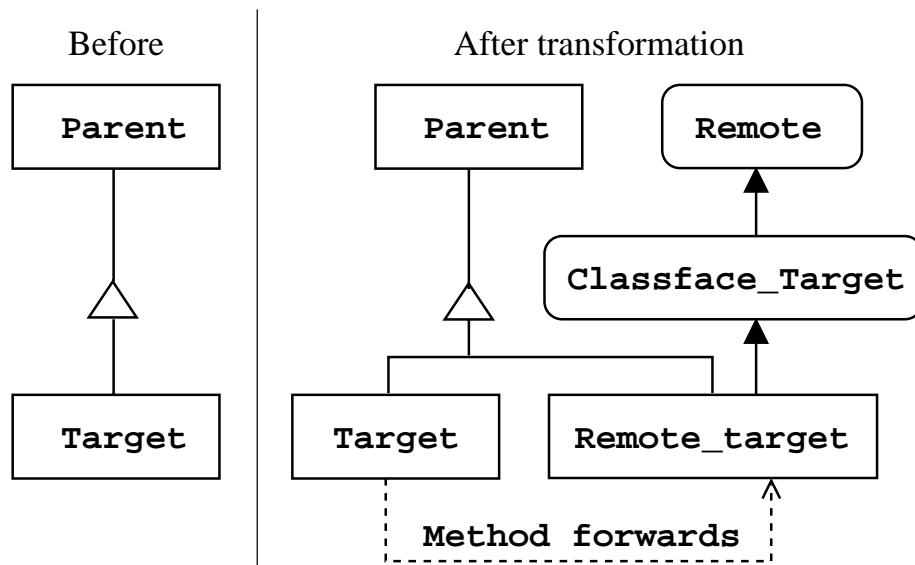 Before
After transformation
Parent
Parent
Remote
Classface_Target
Target
Target
Remote_target
Method forwards